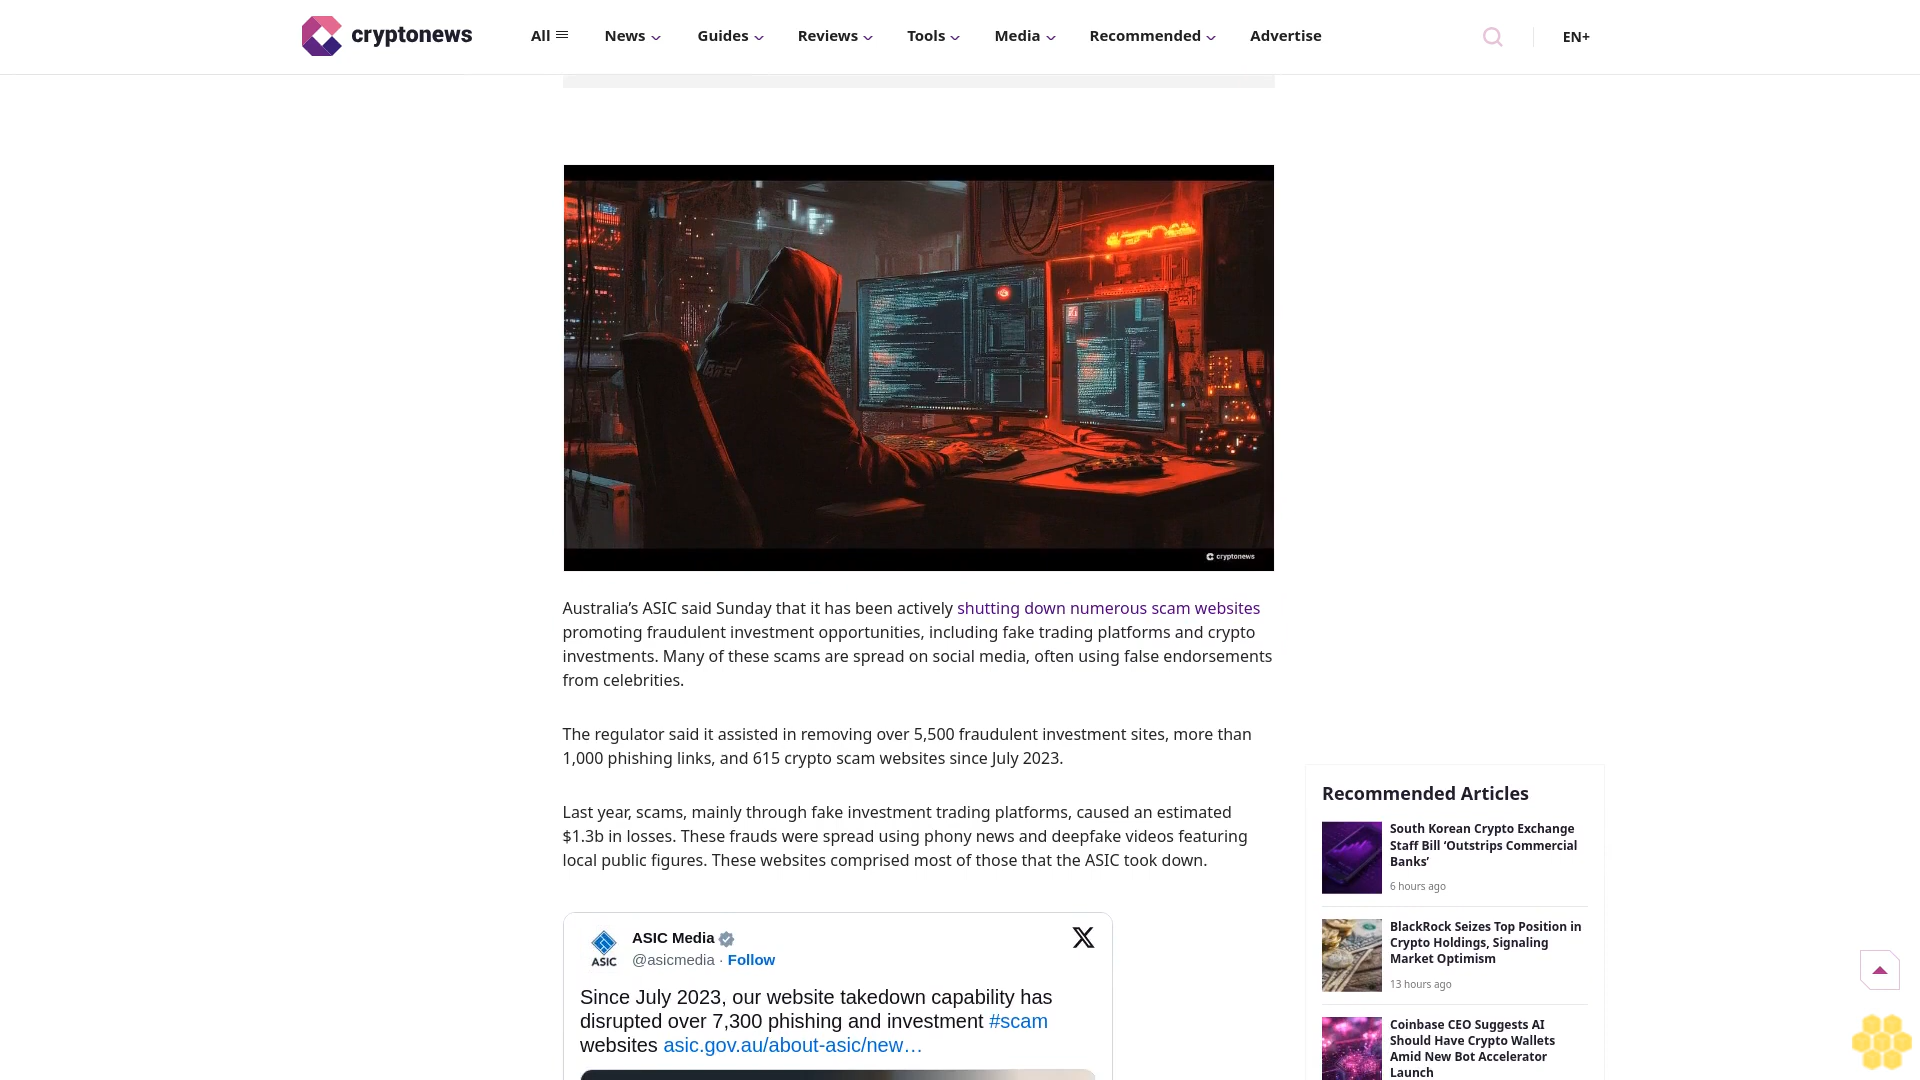 cryptonews
All
News
Guides
Reviews
Tools
Media
Recommended
Advertise
EN+
cryptonews
Australia’s ASIC said Sunday that it has been actively shutting down numerous scam websites
promoting fraudulent investment opportunities, including fake trading platforms and crypto
investments. Many of these scams are spread on social media, often using false endorsements
from celebrities.
The regulator said it assisted in removing over 5,500 fraudulent investment sites, more than
1,000 phishing links, and 615 crypto scam websites since July 2023.
Last year, scams, mainly through fake investment trading platforms, caused an estimated
$1.3b in losses. These frauds were spread using phony news and deepfake videos featuring
local public figures. These websites comprised most of those that the ASIC took down.
ASIC
ASIC Media
@asicmedia · Follow
Since July 2023, our website takedown capability has
disrupted over 7,300 phishing and investment #scam
websites asic.gov.au/about-asic/new…
Recommended Articles
South Korean Crypto Exchange
Staff Bill ‘Outstrips Commercial
Banks’
6 hours ago
BlackRock Seizes Top Position in
Crypto Holdings, Signaling
Market Optimism
13 hours ago
Coinbase CEO Suggests AI
Should Have Crypto Wallets
Amid New Bot Accelerator
Launch